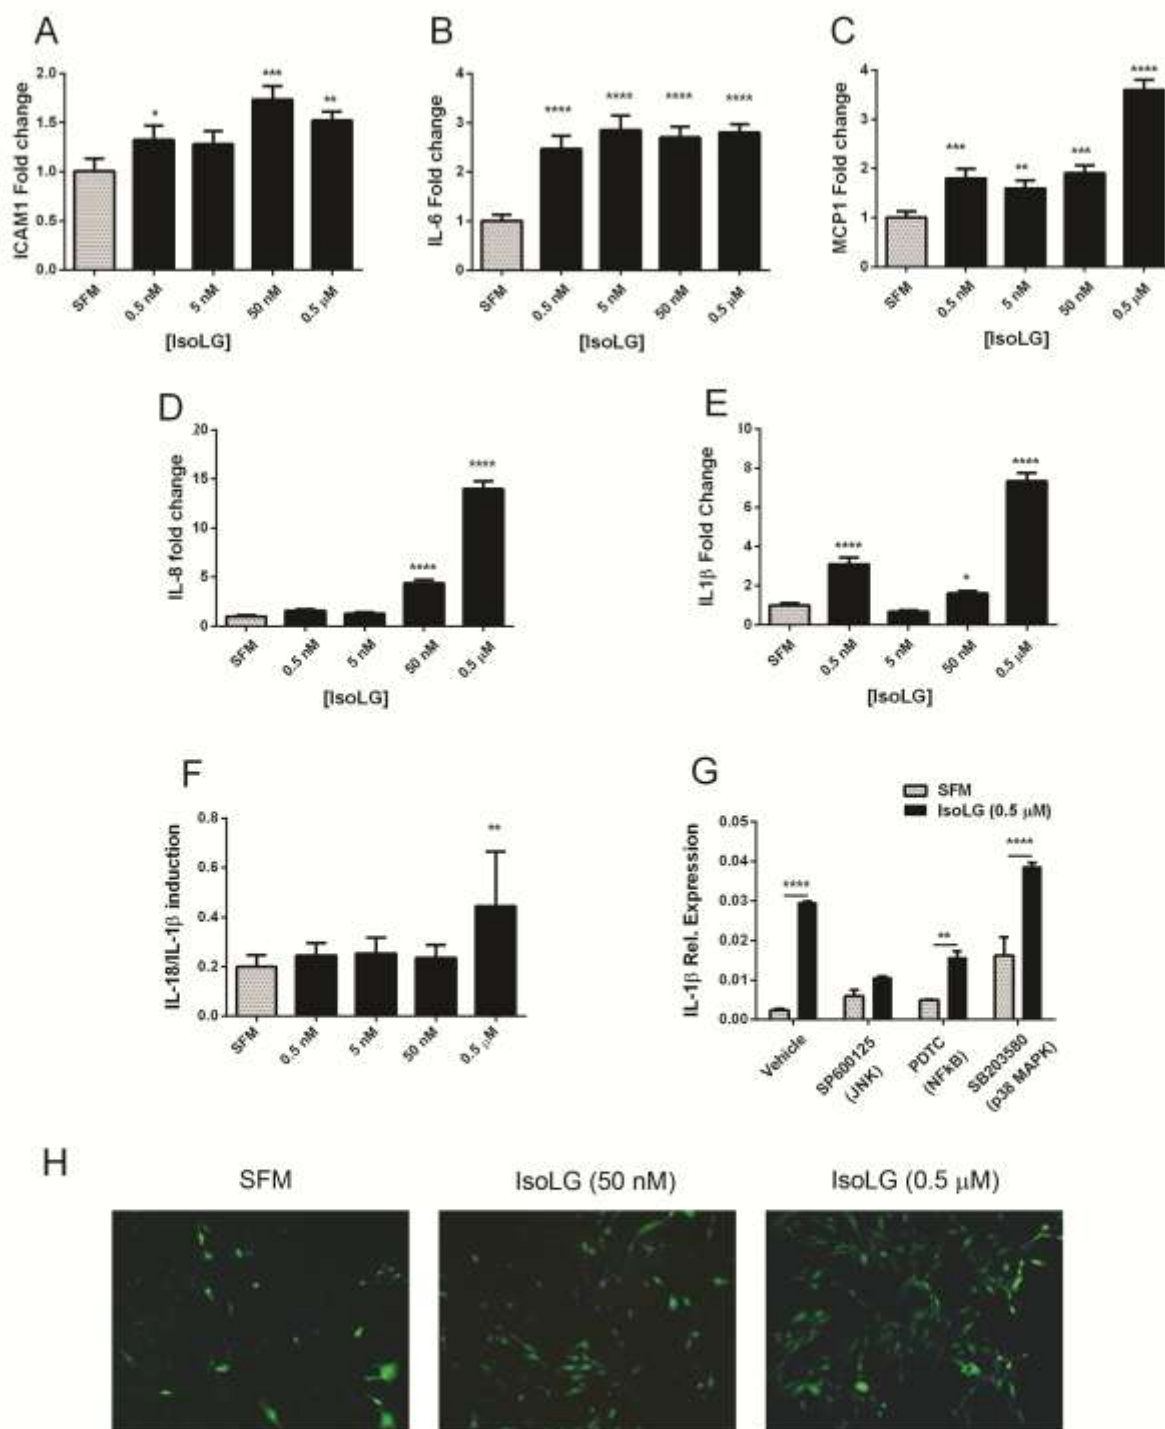 A
ICAM1 Fold change
2.0
1.5
1.0
0.5
0.0
*
***
**
SFM
0.5 nM
5 nM
50 nM
0.5 μM
[IsoLG]
B
IL-6 Fold change
4
3
2
1
0
****
****
****
****
SFM
0.5 nM
5 nM
50 nM
0.5 μM
[IsoLG]
C
MCP1 Fold change
4
3
2
1
0
***
**
***
****
SFM
0.5 nM
5 nM
50 nM
0.5 μM
[IsoLG]
D
IL-8 fold change
20
15
10
5
0
****
****
SFM
0.5 nM
5 nM
50 nM
0.5 μM
[IsoLG]
E
IL1β Fold Change
10
8
6
4
2
0
****
*
****
SFM
0.5 nM
5 nM
50 nM
0.5 μM
[IsoLG]
F
IL-18/IL-1β induction
0.8
0.6
0.4
0.2
0.0
**
SFM
0.5 nM
5 nM
50 nM
0.5 μM
G
SFM
IsoLG (0.5 μM)
IL-1β Rel. Expression
0.05
0.04
0.03
0.02
0.01
0.00
****
**
****
Vehicle
SP600125
(JNK)
PDTC
(NFkB)
SB203580
(p38 MAPK)
H
SFM
IsoLG (50 nM)
IsoLG (0.5 μM)